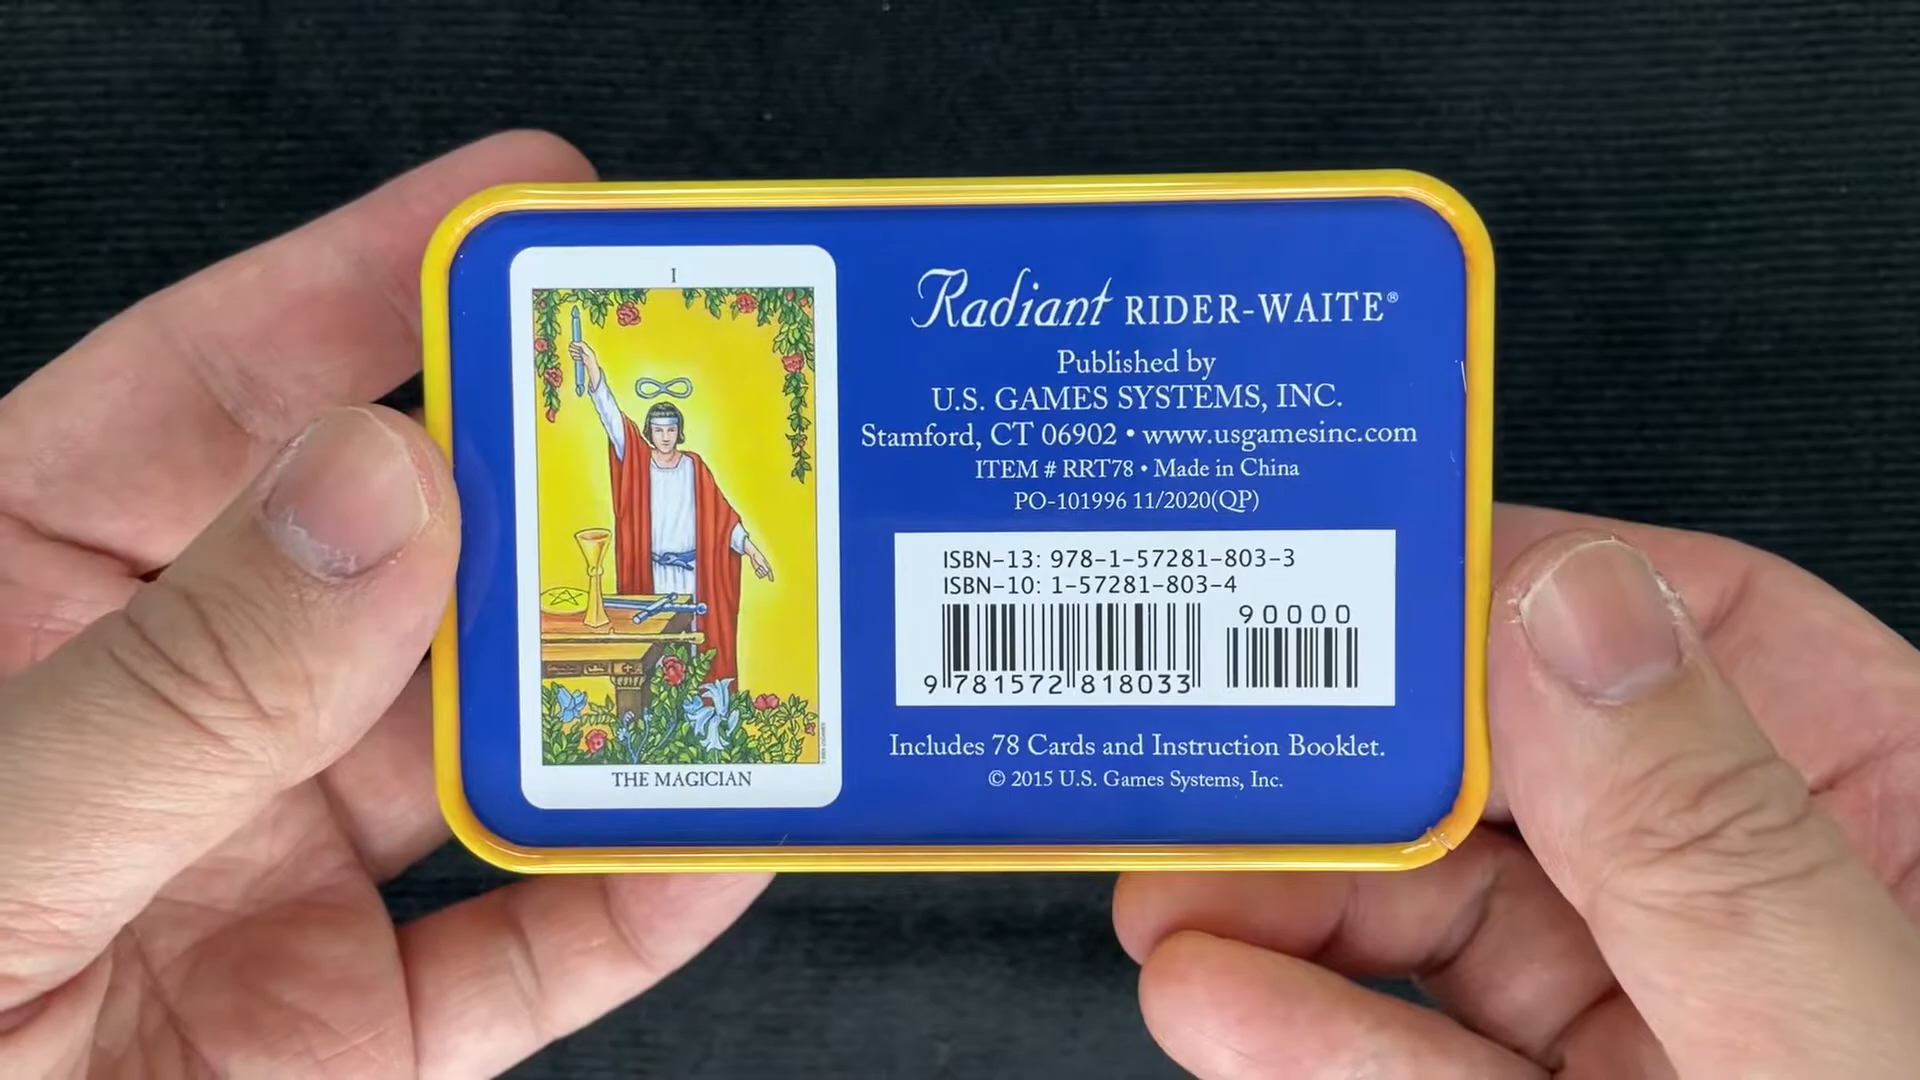 I
THE MAGICIAN
Radiant RIDER-WAITE®
Published by
U.S. GAMES SYSTEMS, INC.
Stamford, CT 06902 • www.usgamesinc.com
ITEM # RRT78 • Made in China
PO-101996 11/2020(QP)
ISBN-13: 978-1-57281-803-3
ISBN-10: 1-57281-803-4
90000
9 781572 818033
Includes 78 Cards and Instruction Booklet.
© 2015 U.S. Games Systems, Inc.